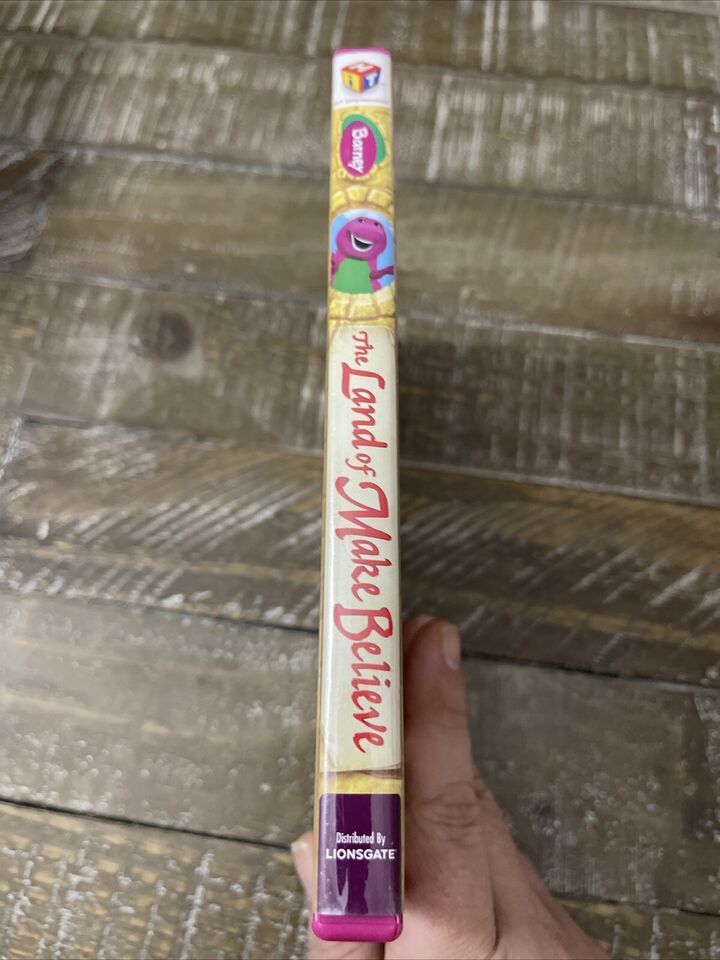 HiT
Barney
The Land of Make Believe
Distributed By
LIONSGATE